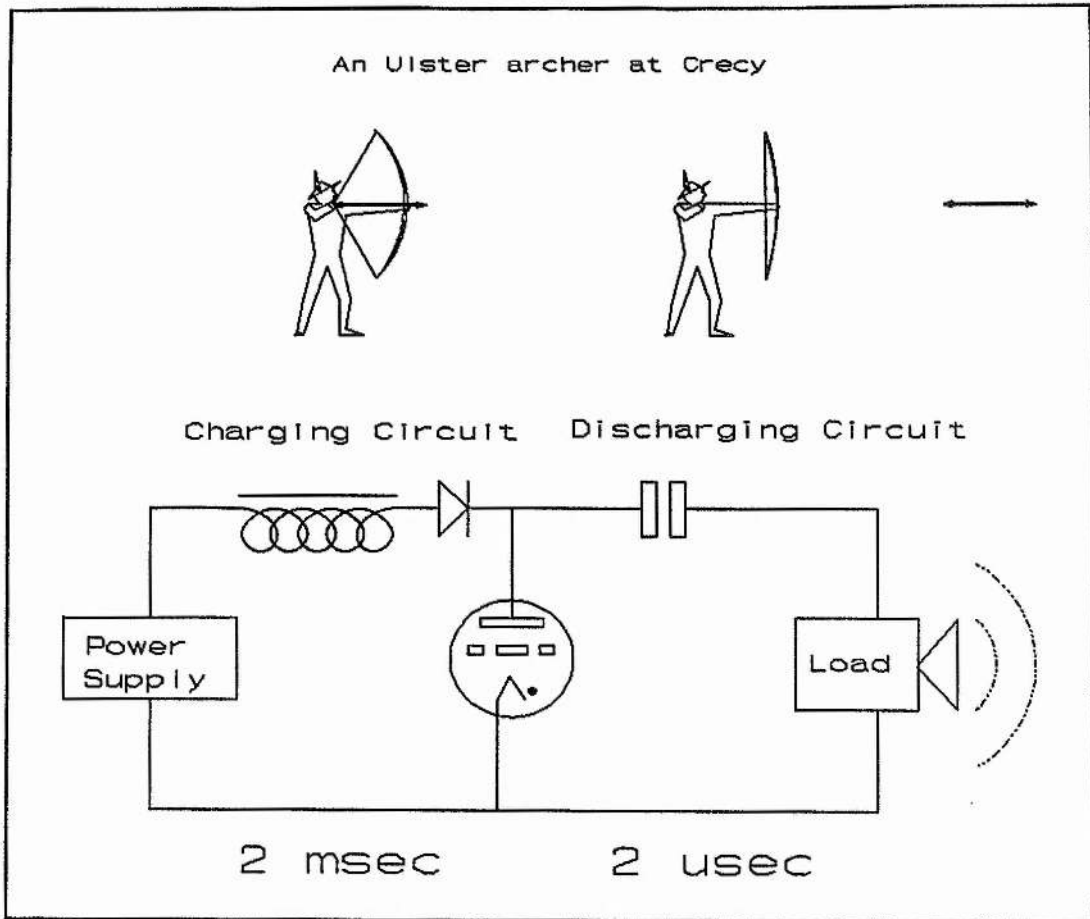 An Ulster archer at Crecy
Charging Circuit
Discharging Circuit
Power
Supply
Load
2 msec
2 usec